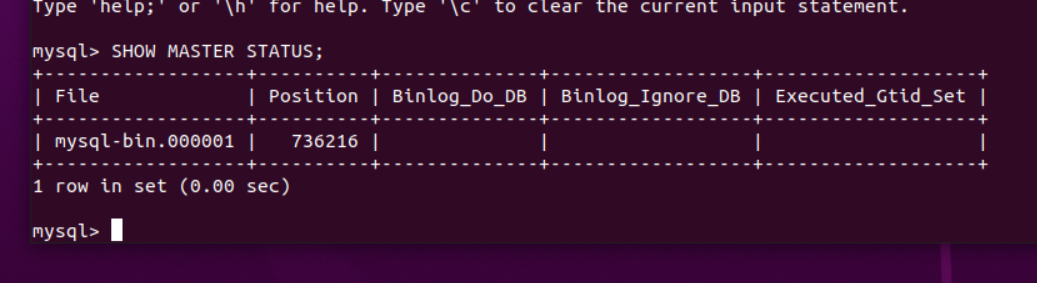 Type 'help;' or '\h' for help. Type '\c' to clear the current input statement.
mysql> SHOW MASTER STATUS;
+------------------+----------+--------------+------------------+-------------------+
| File             | Position | Binlog_Do_DB | Binlog_Ignore_DB | Executed_Gtid_Set |
+------------------+----------+--------------+------------------+-------------------+
| mysql-bin.000001 |   736216 |              |                  |                   |
+------------------+----------+--------------+------------------+-------------------+
1 row in set (0.00 sec)
mysql>